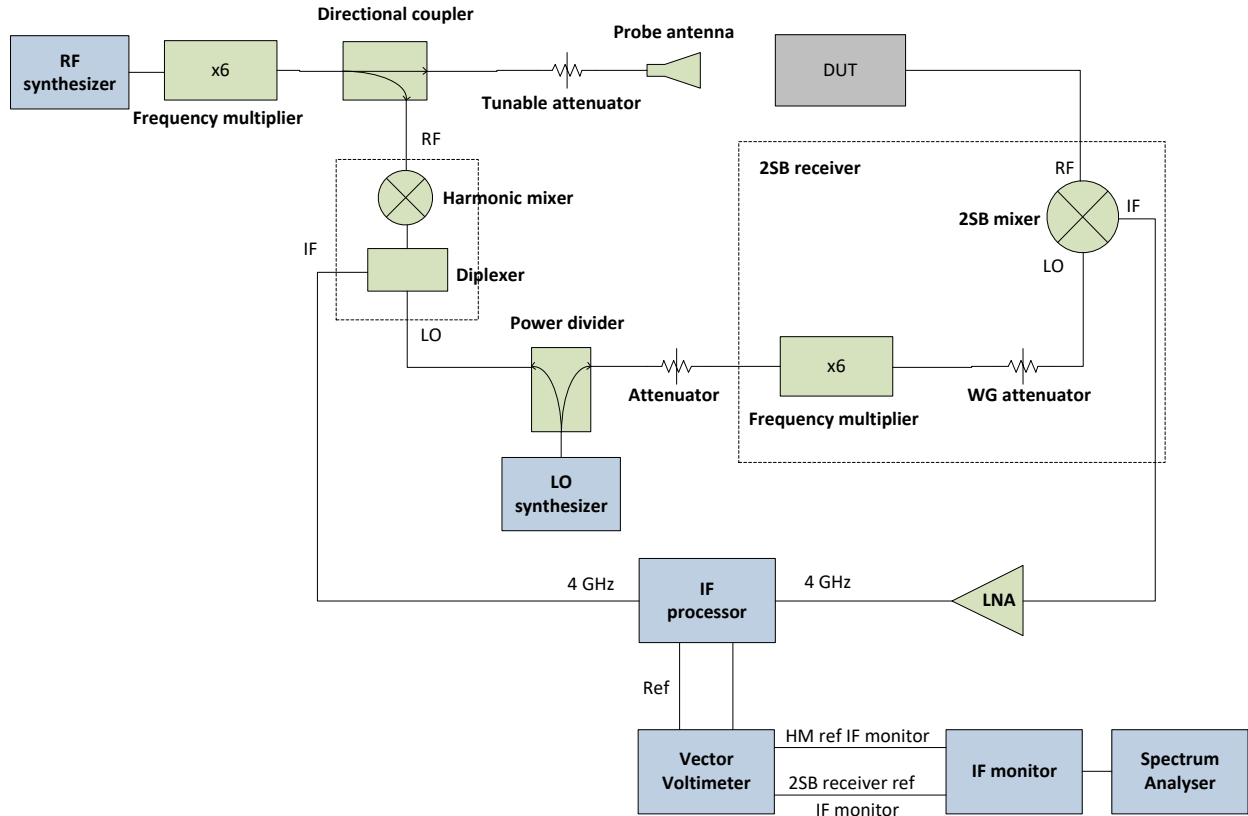 Directional coupler
Probe antenna
RF
synthesizer
x6
DUT
Tunable attenuator
Frequency multiplier
RF
2SB receiver
RF
Harmonic mixer
2SB mixer
IF
IF
LO
Diplexer
LO
Power divider
x6
Attenuator
WG attenuator
Frequency multiplier
LO
synthesizer
4 GHz
IF
processor
4 GHz
LNA
Ref
HM ref IF monitor
Vector
Voltimeter
IF monitor
Spectrum
Analyser
2SB receiver ref
IF monitor